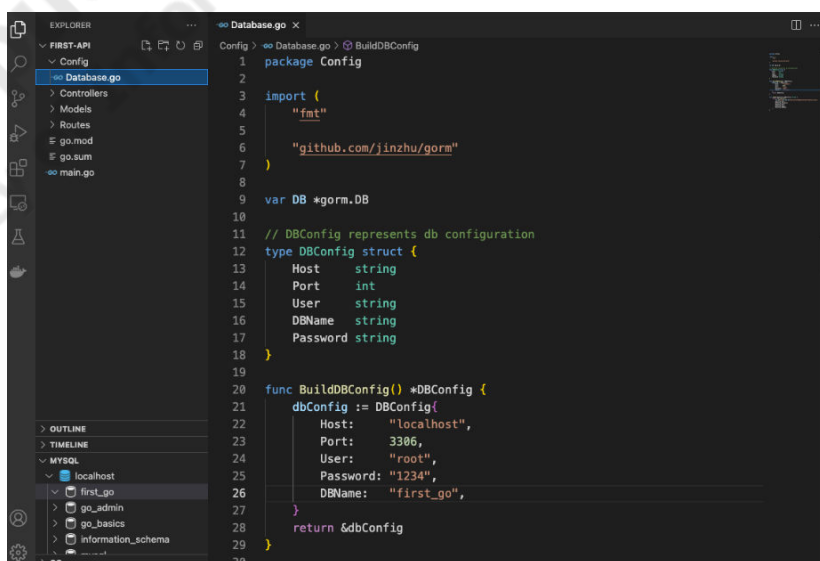 EXPLORER
FIRST-API
Config
Database.go
Controllers
Models
Routes
go.mod
go.sum
main.go
OUTLINE
TIMELINE
MYSQL
localhost
first_go
go_admin
go_basics
information_schema
Database.go
Config > Database.go > BuildDBConfig
1 package Config
2
3 import (
4 "fmt"
5
6 "github.com/jinzhu/gorm"
7 )
8
9 var DB *gorm.DB
10
11 // DBConfig represents db configuration
12 type DBConfig struct {
13 Host string
14 Port int
15 User string
16 DBName string
17 Password string
18 }
19
20 func BuildDBConfig() *DBConfig {
21 dbConfig := DBConfig{
22 Host: "localhost",
23 Port: 3306,
24 User: "root",
25 Password: "1234",
26 DBName: "first_go",
27 }
28 return &dbConfig
29 }